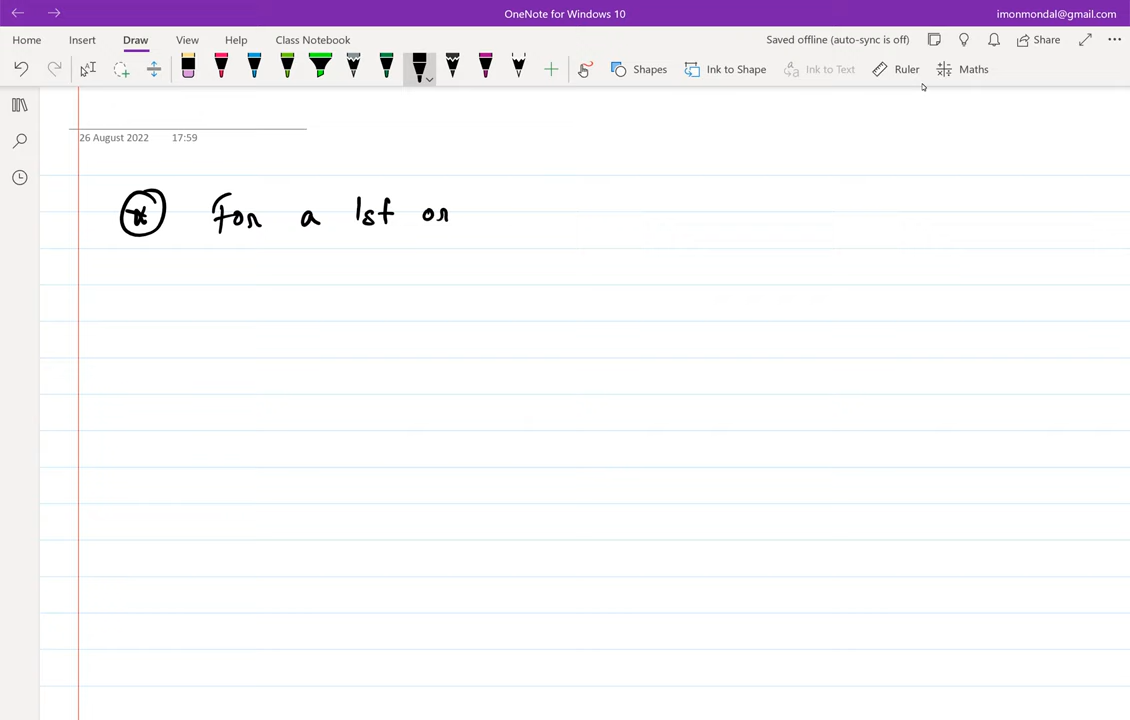 OneNote for Windows 10 imonmondal@gmail.com
Home Insert Draw View Help Class Notebook Saved offline (auto-sync is off) Share
Shapes Ink to Shape Ink to Text Ruler Maths
26 August 2022 17:59
* For a 1st or